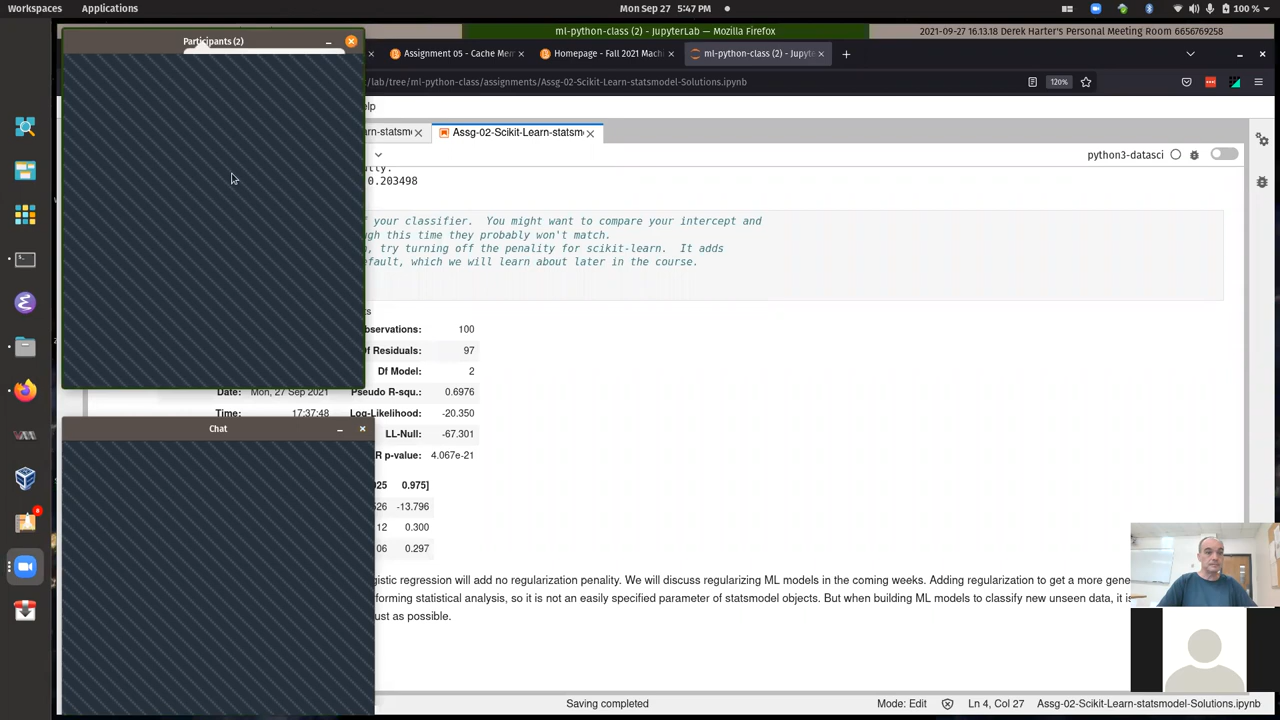 Workspaces Applications Mon Sep 27 5:47 PM 100 %
ml-python-class (2) - JupyterLab — Mozilla Firefox
2021-09-27 16.13.18 Derek Harter's Personal Meeting Room 6656769258
Participants (2)
Assignment 05 - Cache Mem
Homepage - Fall 2021 Machi
ml-python-class (2) - Jupyte
/lab/tree/ml-python-class/assignments/Assg-02-Scikit-Learn-statsmodel-Solutions.ipynb
120%
elp
arn-statsmo
Assg-02-Scikit-Learn-statsm
python3-datasci
ully.
0.203498
f your classifier. You might want to compare your intercept and
ugh this time they probably won't match.
n, try turning off the penality for scikit-learn. It adds
efault, which we will learn about later in the course.
ts
bservations: 100
Df Residuals: 97
Df Model: 2
Date: Mon, 27 Sep 2021 Pseudo R-squ.: 0.6976
Time: 17:37:48 Log-Likelihood: -20.350
LL-Null: -67.301
R p-value: 4.067e-21
Chat
025 0.975]
526 -13.796
12 0.300
06 0.297
gistic regression will add no regularization penality. We will discuss regularizing ML models in the coming weeks. Adding regularization to get a more gene
forming statistical analysis, so it is not an easily specified parameter of statsmodel objects. But when building ML models to classify new unseen data, it is
ust as possible.
Saving completed Mode: Edit Ln 4, Col 27 Assg-02-Scikit-Learn-statsmodel-Solutions.ipynb